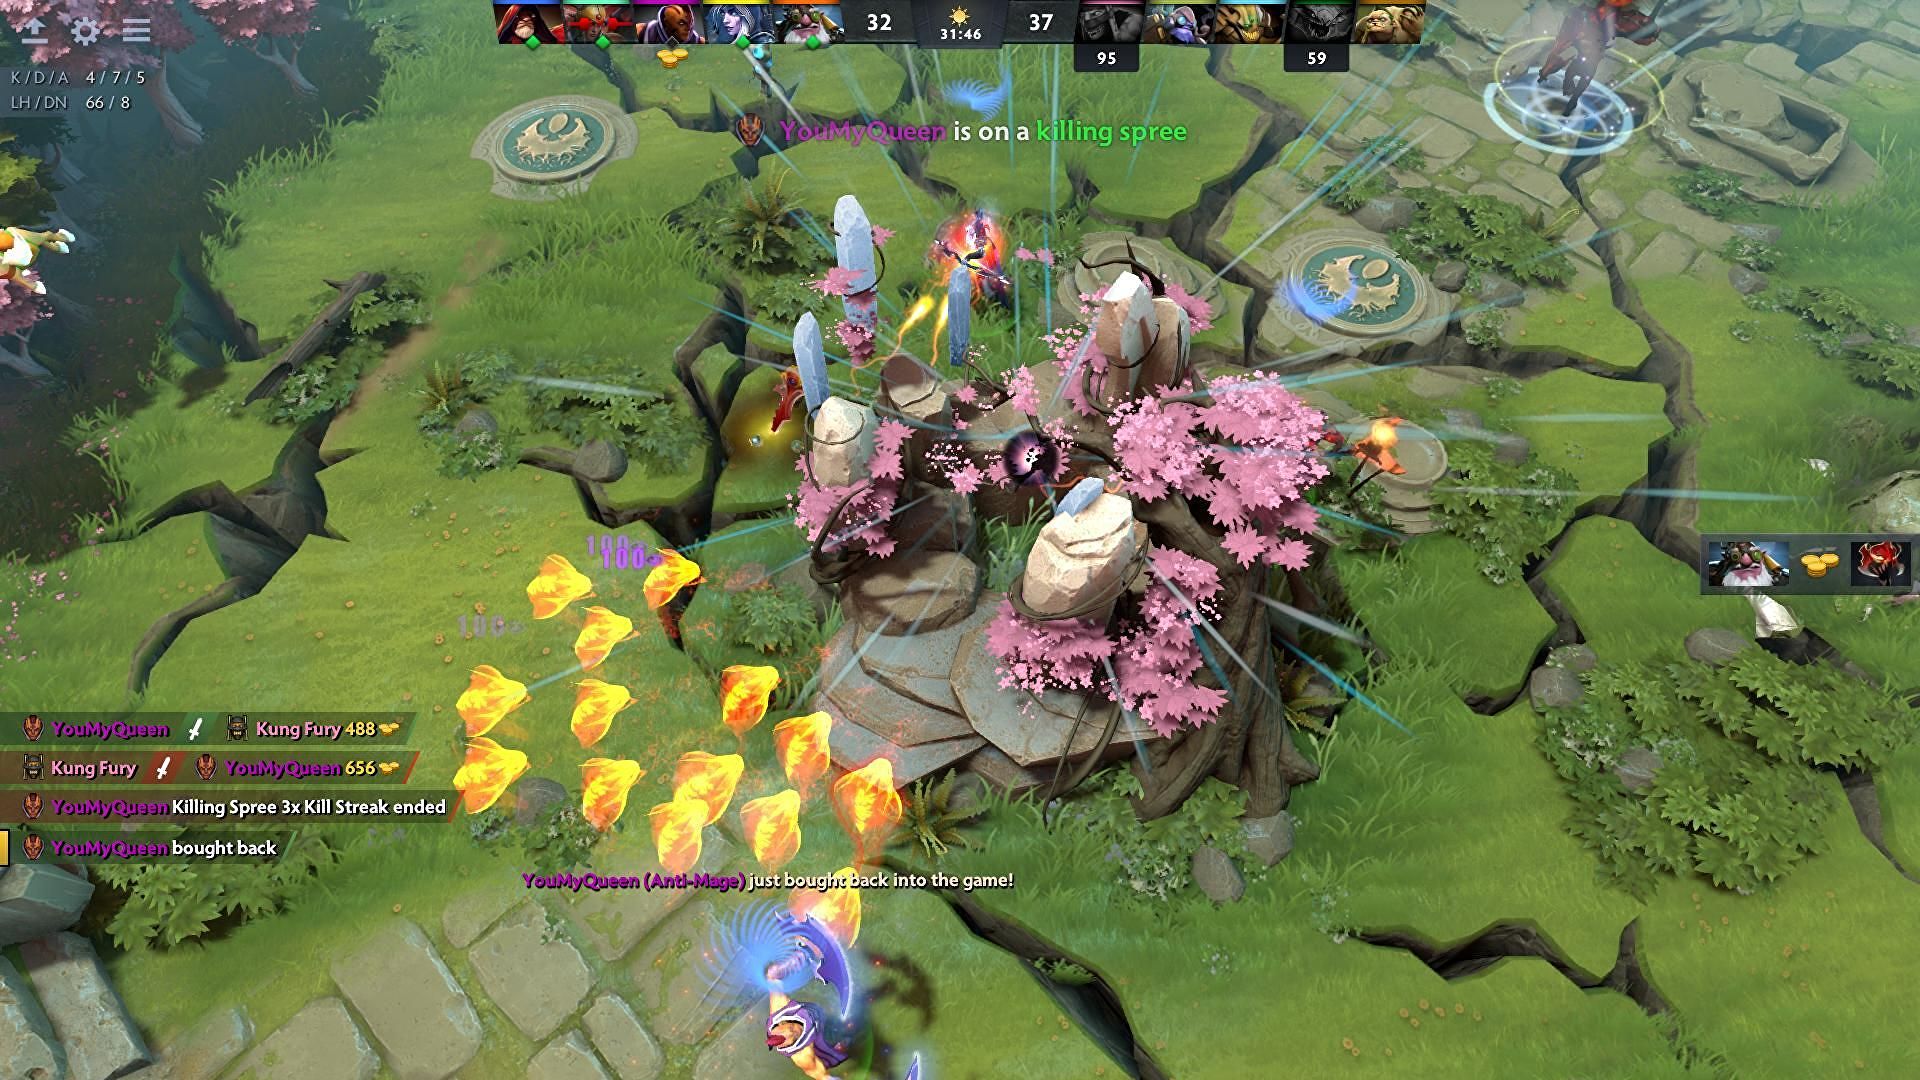 32
31:46
37
95
59
K/D/A 4/7/5
LH/DN 66/8
YouMyQueen is on a killing spree
100
100
100
YouMyQueen Kung Fury 488
Kung Fury YouMyQueen 656
YouMyQueen Killing Spree 3x Kill Streak ended
YouMyQueen bought back
YouMyQueen (Anti-Mage) just bought back into the game!